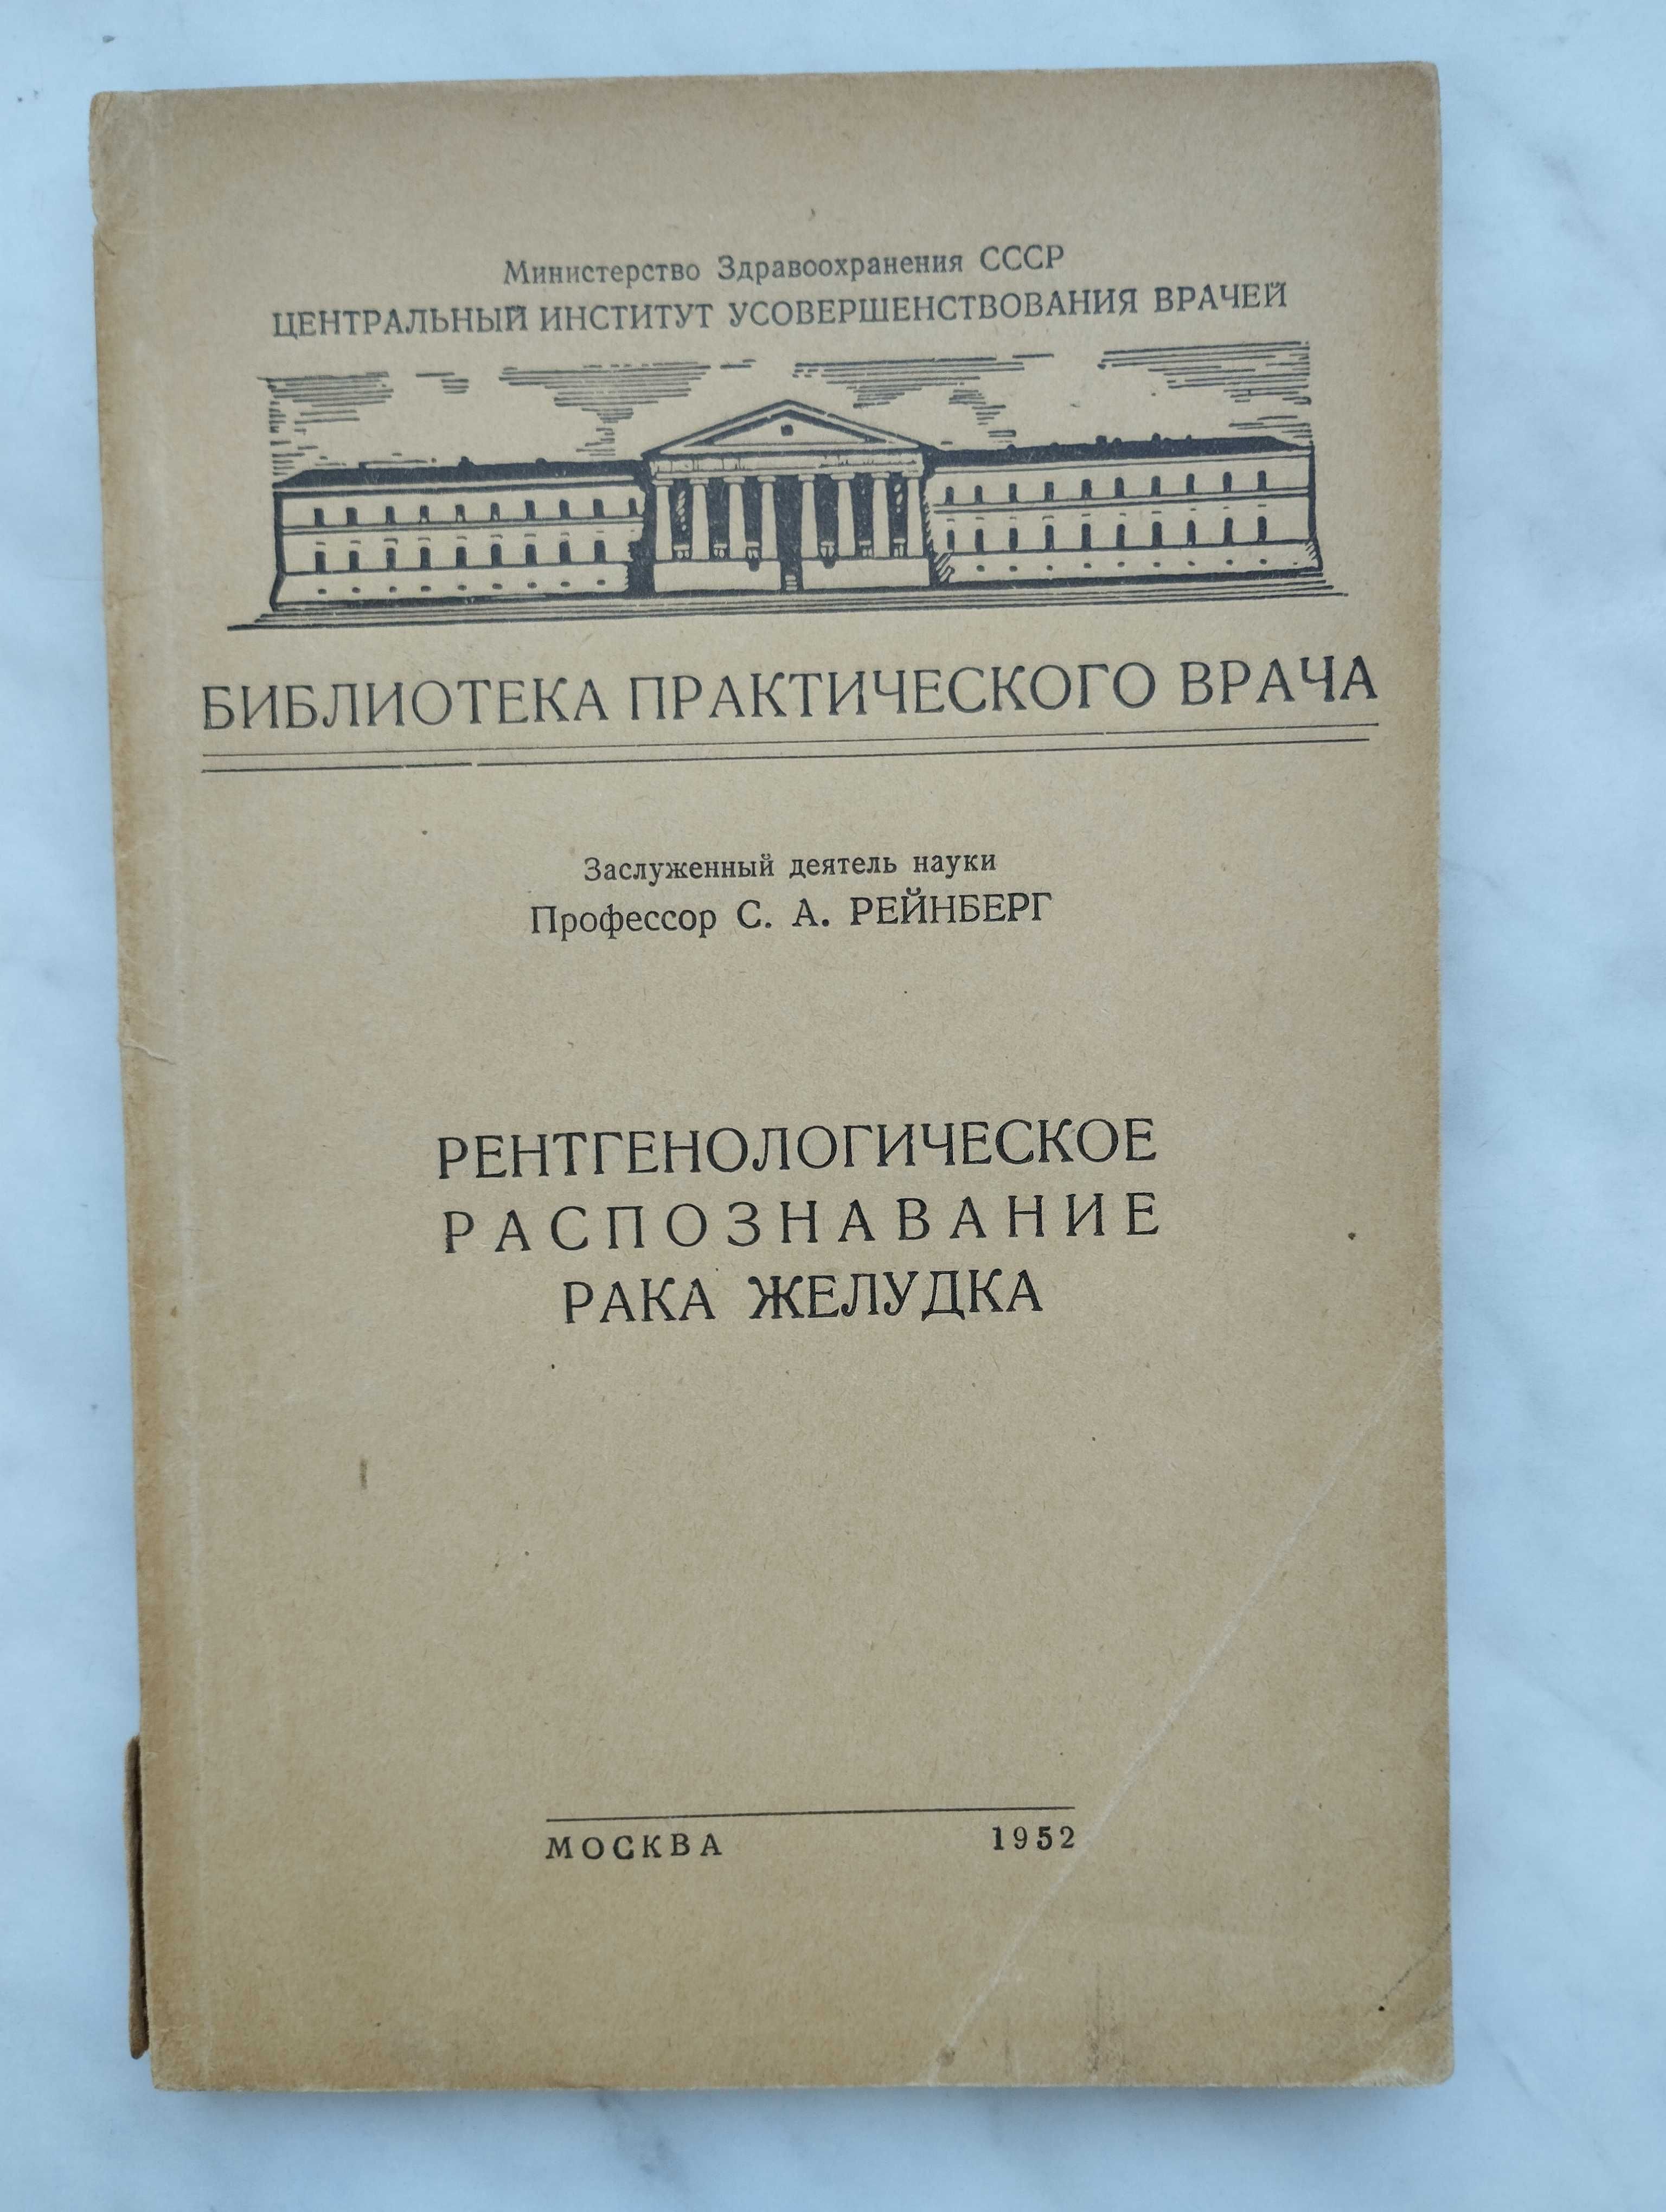 Министерство Здравоохранения СССР
ЦЕНТРАЛЬНЫЙ ИНСТИТУТ УСОВЕРШЕНСТВОВАНИЯ ВРАЧЕЙ
БИБЛИОТЕКА ПРАКТИЧЕСКОГО ВРАЧА
Заслуженный деятель науки
Профессор С. А. РЕЙНБЕРГ
РЕНТГЕНОЛОГИЧЕСКОЕ
РАСПОЗНАВАНИЕ
РАКА ЖЕЛУДКА
МОСКВА 1952